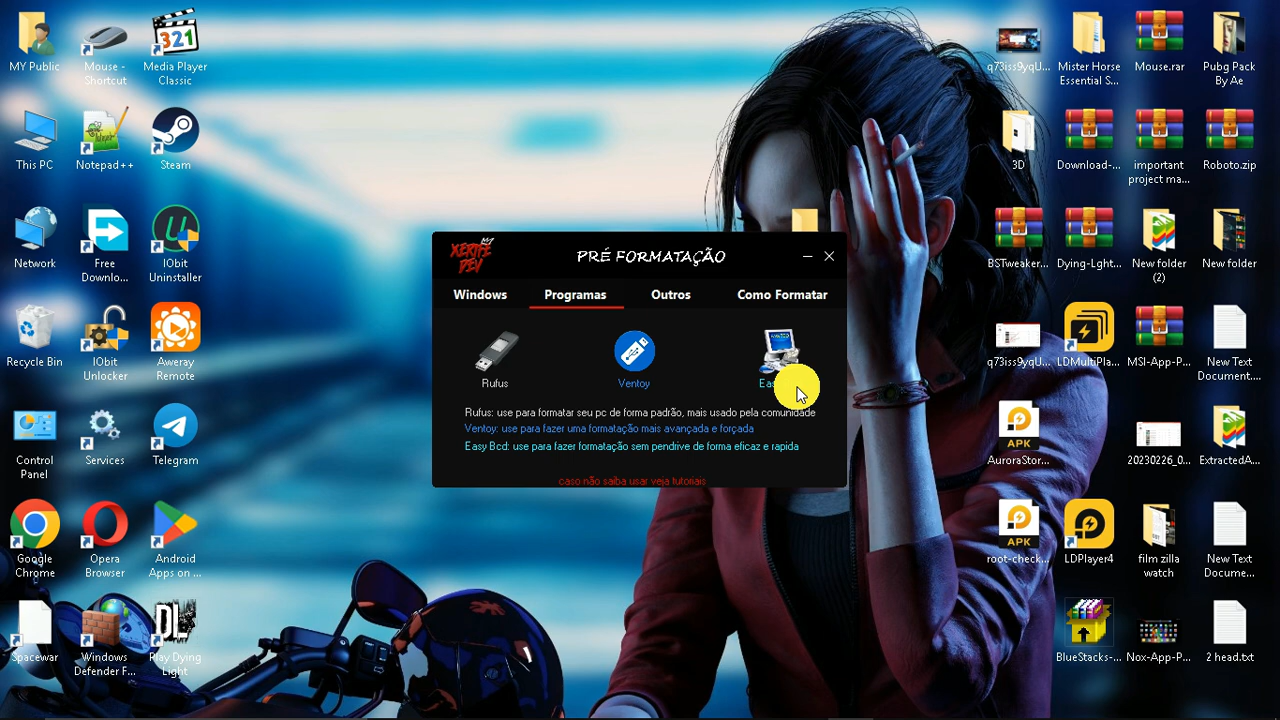 MY Public
Mouse -
Shortcut
Media Player
Classic
321
This PC
Notepad++
Steam
Network
Free
Downlo...
IObit
Uninstaller
Recycle Bin
IObit
Unlocker
Aweray
Remote
Control
Panel
Services
Telegram
Google
Chrome
Opera
Browser
Android
Apps on ...
Spacewar
Windows
Defender F...
DL
Play Dying
Light
XERIFE
DEV
PRÉ FORMATAÇÃO
Windows
Programas
Outros
Como Formatar
Rufus
Ventoy
Rufus: use para formatar seu pc de forma padrão, mais usado pela comunidade
Ventoy: use para fazer uma formatação mais avançada e forçada
Easy Bcd: use para fazer formatação sem pendrive de forma eficaz e rapida
caso não saiba usar veja tutoriais
q73iss9yqU...
Mister Horse
Essential S...
Mouse.rar
Pubg Pack
By Ae
3D
Download-...
important
project ma...
Roboto.zip
BSTweaker...
Dying-Lght...
New folder
(2)
New folder
q73iss9yqU...
LDMultiPla...
MSI-App-P...
New Text
Document....
APK
AuroraStor...
20230226_0...
ExtractedA...
APK
root-check...
LDPlayer4
film zilla
watch
New Text
Docume...
BlueStacks-...
Nox-App-P...
2 head.txt